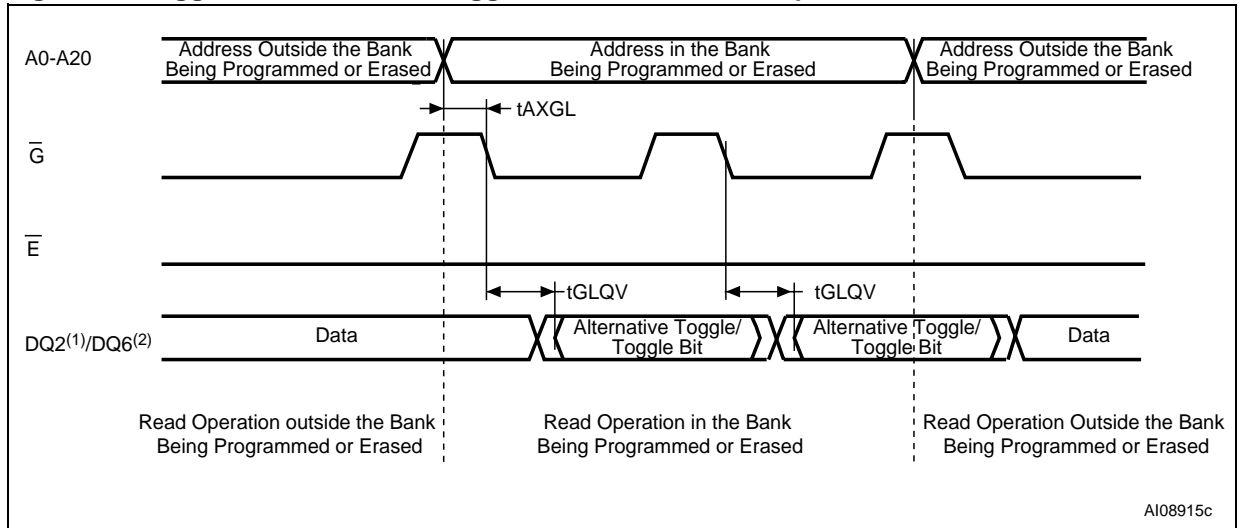 A0-A20
Address Outside the Bank
Being Programmed or Erased
Address in the Bank
Being Programmed or Erased
Address Outside the Bank
Being Programmed or Erased
tAXGL
G
E
tGLQV
tGLQV
DQ2(1)/DQ6(2)
Data
Alternative Toggle/
Toggle Bit
Alternative Toggle/
Toggle Bit
Data
Read Operation outside the Bank
Being Programmed or Erased
Read Operation in the Bank
Being Programmed or Erased
Read Operation Outside the Bank
Being Programmed or Erased
AI08915c